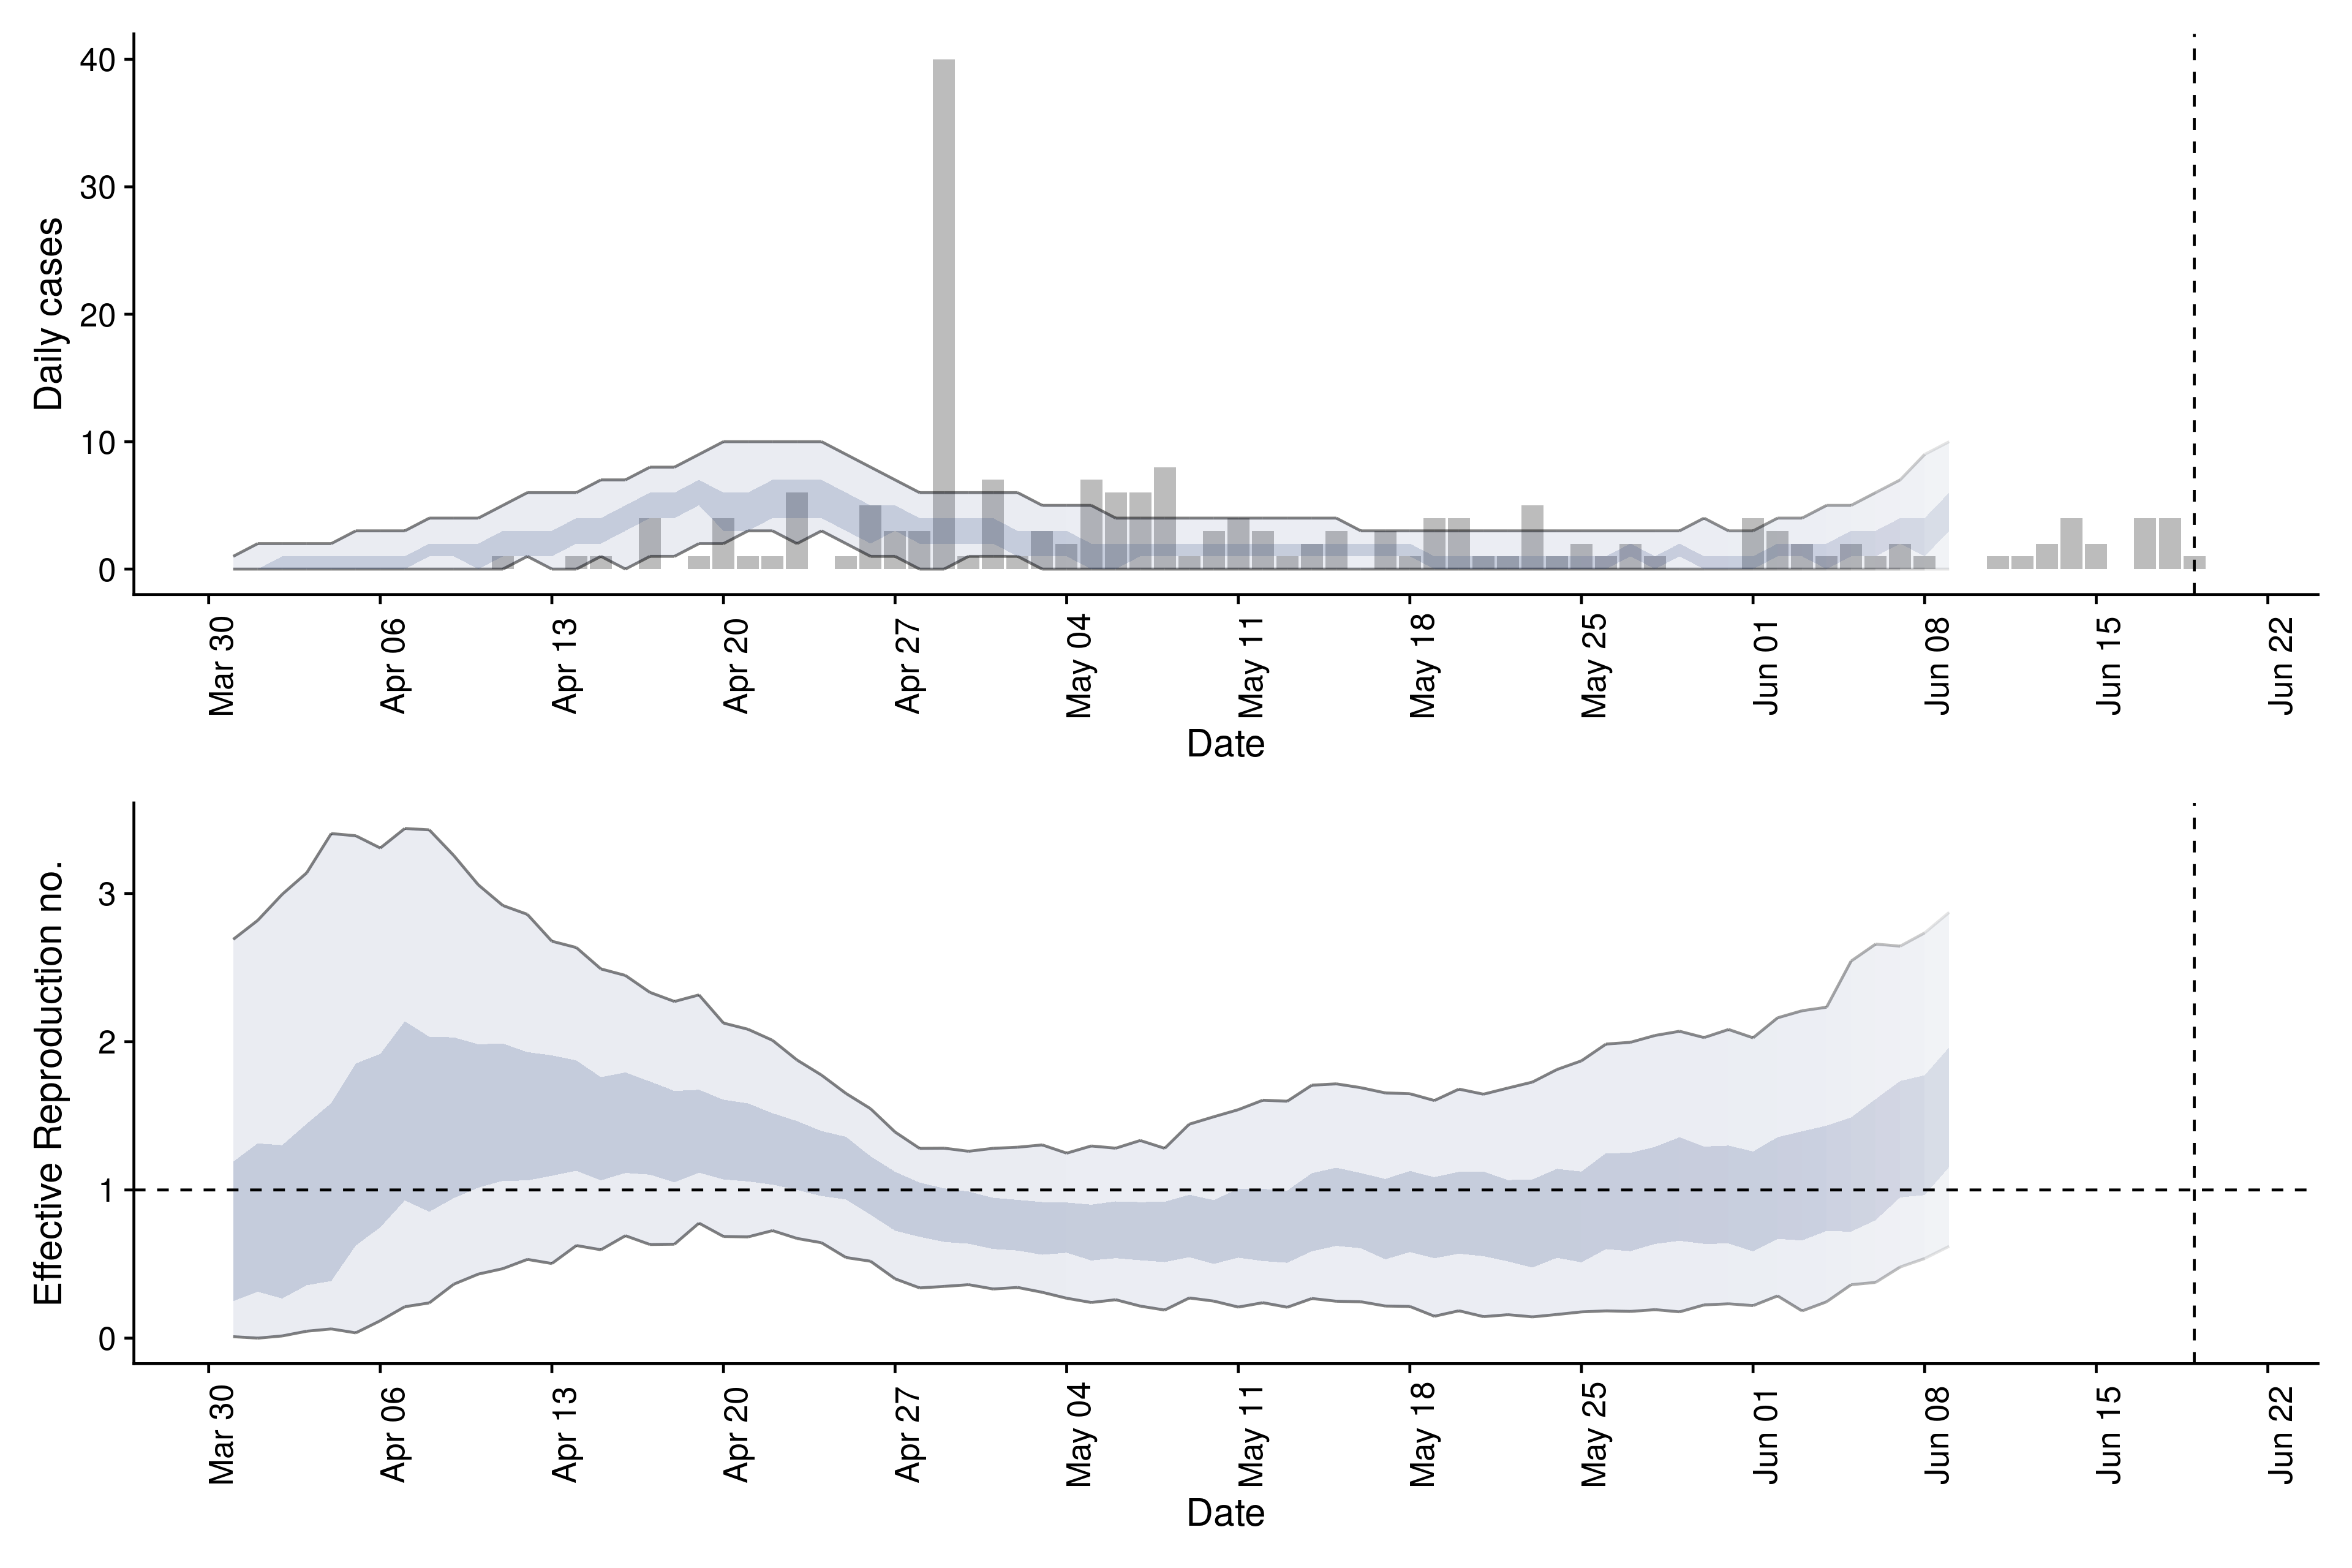 Daily cases
40
30
20
10
0
Mar 30
Apr 06
Apr 13
Apr 20
Apr 27
May 04
May 11
May 18
May 25
Jun 01
Jun 08
Jun 15
Jun 22
Date
Effective Reproduction no.
3
2
1
0
Mar 30
Apr 06
Apr 13
Apr 20
Apr 27
May 04
May 11
May 18
May 25
Jun 01
Jun 08
Jun 15
Jun 22
Date